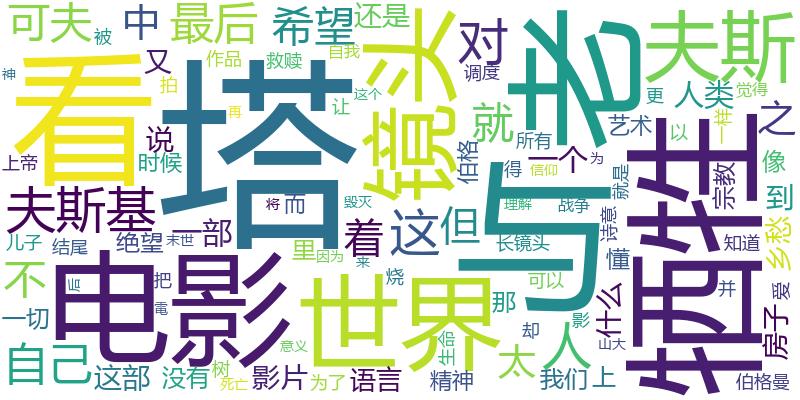 可夫
被
中
最后
希望
还是
镜头
对
老
夫斯
神
看
又
作品
救赎
自我
调度
更
人类
觉得
拍
塔
让
这个
就
所有
艺术
以
一样
之
上帝
时候
说
再
伯格
得
一个
为
牺牲
宗教
像
到
夫斯基
一部
将
而
毁灭
着
这
但
与
信仰
理解
战争
就是
诗意
儿子
结尾
绝望
末世
里
因为
长镜头
懂
知道
乡愁
不
电影
后
把
来
烧
世界
那
可以
什么
并
爱
房子
一切
黾
却
影
山大
自己
这部
没有
树
意义
死亡
影片
为了
语言
生命
精神
太
人
我们
上
伯格曼